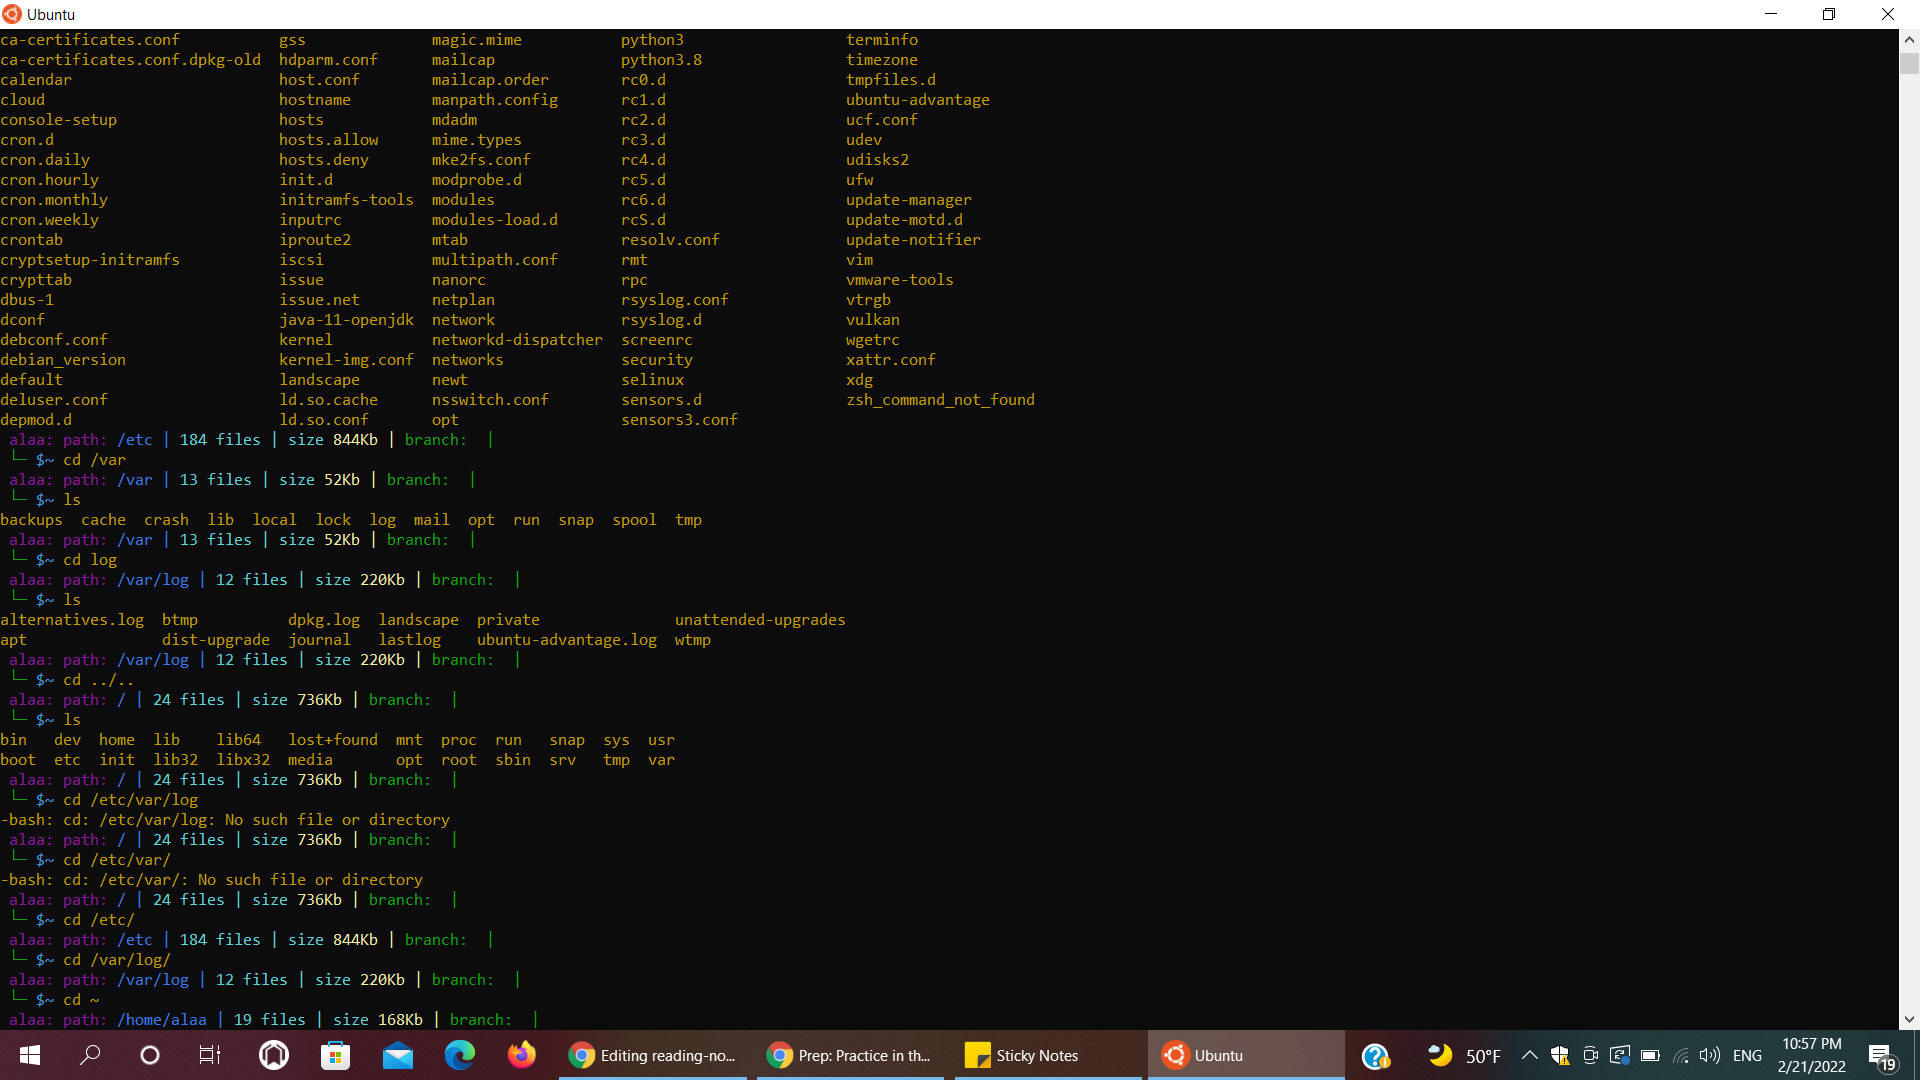 Ubuntu
ca-certificates.conf gss magic.mime python3 terminfo
ca-certificates.conf.dpkg-old hdparm.conf mailcap python3.8 timezone
calendar host.conf mailcap.order rc0.d tmpfiles.d
cloud hostname manpath.config rc1.d ubuntu-advantage
console-setup hosts mdadm rc2.d ucf.conf
cron.d hosts.allow mime.types rc3.d udev
cron.daily hosts.deny mke2fs.conf rc4.d udisks2
cron.hourly init.d modprobe.d rc5.d ufw
cron.monthly initramfs-tools modules rc6.d update-manager
cron.weekly inputrc modules-load.d rcS.d update-motd.d
crontab iproute2 mtab resolv.conf update-notifier
cryptsetup-initramfs iscsi multipath.conf rmt vim
crypttab issue nanorc rpc vmware-tools
dbus-1 issue.net netplan rsyslog.conf vtrgb
dconf java-11-openjdk network rsyslog.d vulkan
debconf.conf kernel networkd-dispatcher screenrc wgetrc
debian_version kernel-img.conf networks security xattr.conf
default landscape newt selinux xdg
deluser.conf ld.so.cache nsswitch.conf sensors.d zsh_command_not_found
depmod.d ld.so.conf opt sensors3.conf
alaa: path: /etc | 184 files | size 844Kb | branch: |
└─ $~ cd /var
alaa: path: /var | 13 files | size 52Kb | branch: |
└─ $~ ls
backups cache crash lib local lock log mail opt run snap spool tmp
alaa: path: /var | 13 files | size 52Kb | branch: |
└─ $~ cd log
alaa: path: /var/log | 12 files | size 220Kb | branch: |
└─ $~ ls
alternatives.log btmp dpkg.log landscape private unattended-upgrades
apt dist-upgrade journal lastlog ubuntu-advantage.log wtmp
alaa: path: /var/log | 12 files | size 220Kb | branch: |
└─ $~ cd ../..
alaa: path: / | 24 files | size 736Kb | branch: |
└─ $~ ls
bin dev home lib lib64 lost+found mnt proc run snap sys usr
boot etc init lib32 libx32 media opt root sbin srv tmp var
alaa: path: / | 24 files | size 736Kb | branch: |
└─ $~ cd /etc/var/log
-bash: cd: /etc/var/log: No such file or directory
alaa: path: / | 24 files | size 736Kb | branch: |
└─ $~ cd /etc/var/
-bash: cd: /etc/var/: No such file or directory
alaa: path: / | 24 files | size 736Kb | branch: |
└─ $~ cd /etc/
alaa: path: /etc | 184 files | size 844Kb | branch: |
└─ $~ cd /var/log/
alaa: path: /var/log | 12 files | size 220Kb | branch: |
└─ $~ cd ~
alaa: path: /home/alaa | 19 files | size 168Kb | branch: |
Editing reading-no... Prep: Practice in th... Sticky Notes Ubuntu 50°F ENG 10:57 PM
2/21/2022 19